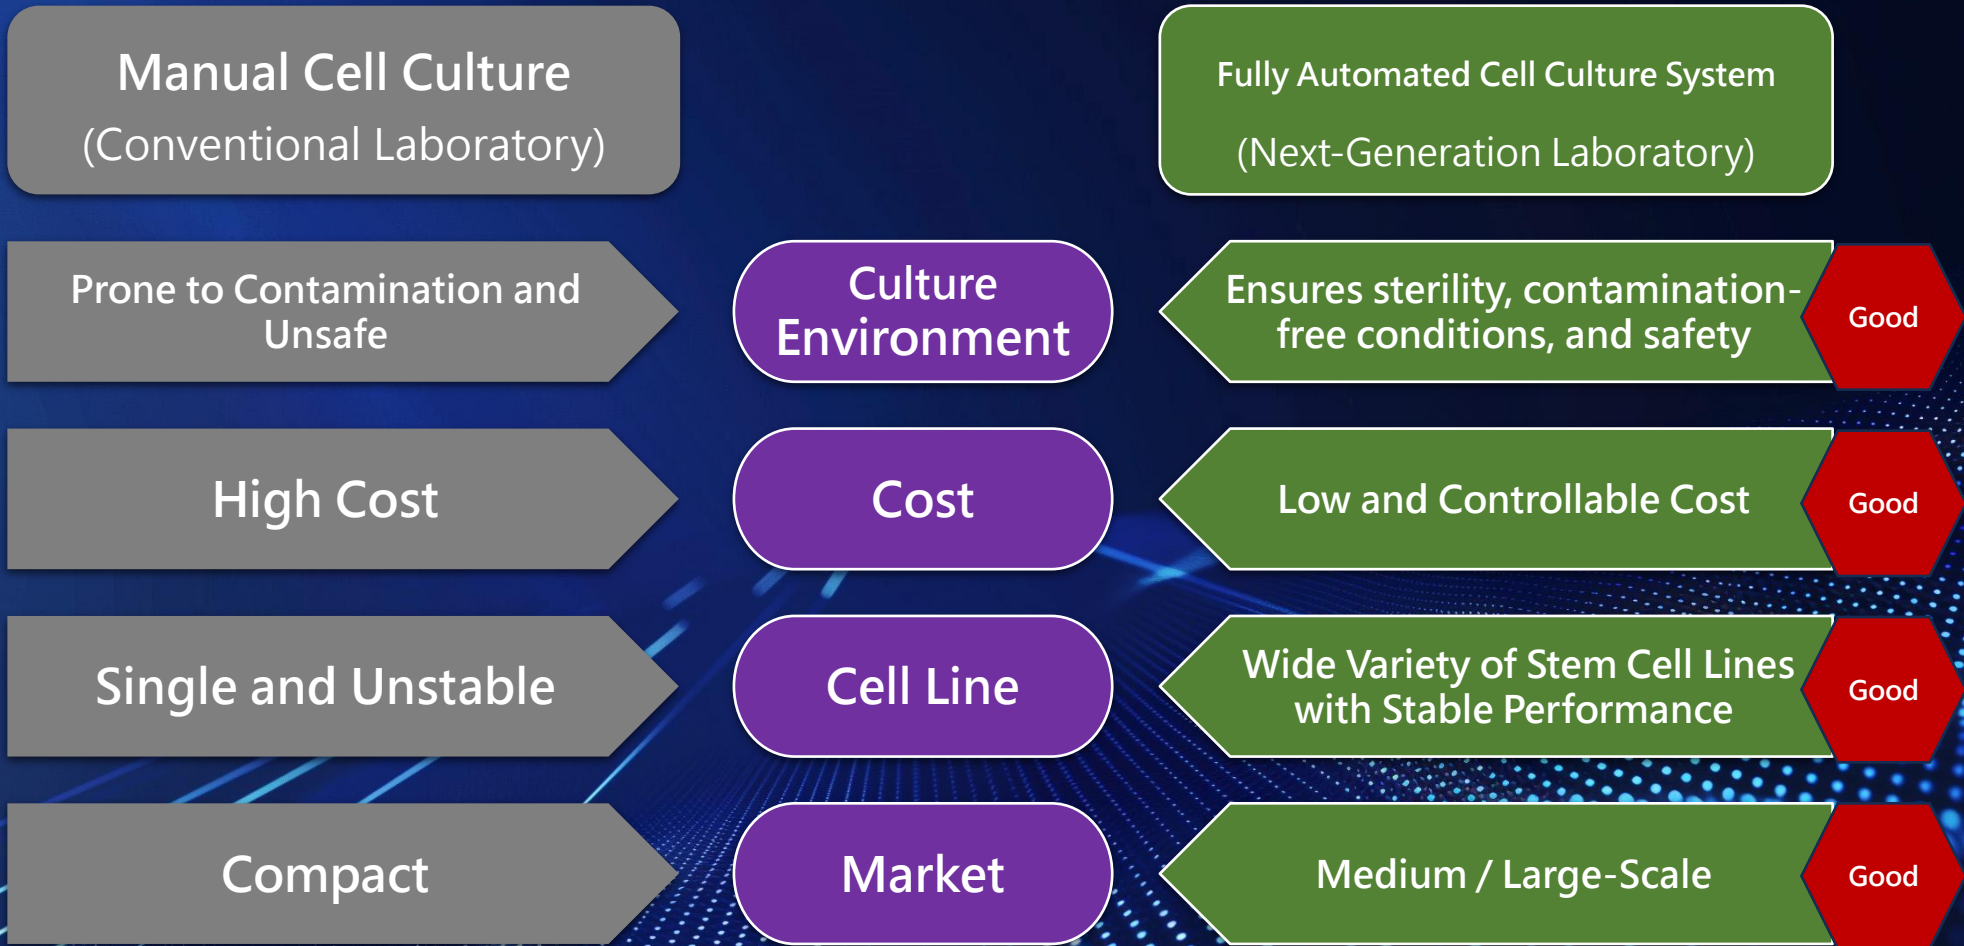 Manual Cell Culture
(Conventional Laboratory)
Fully Automated Cell Culture System
(Next-Generation Laboratory)
Prone to Contamination and
Unsafe
Culture
Environment
Ensures sterility, contamination-
free conditions, and safety
Good
High Cost
Cost
Low and Controllable Cost
Good
Single and Unstable
Cell Line
Wide Variety of Stem Cell Lines
with Stable Performance
Good
Compact
Market
Medium / Large-Scale
Good